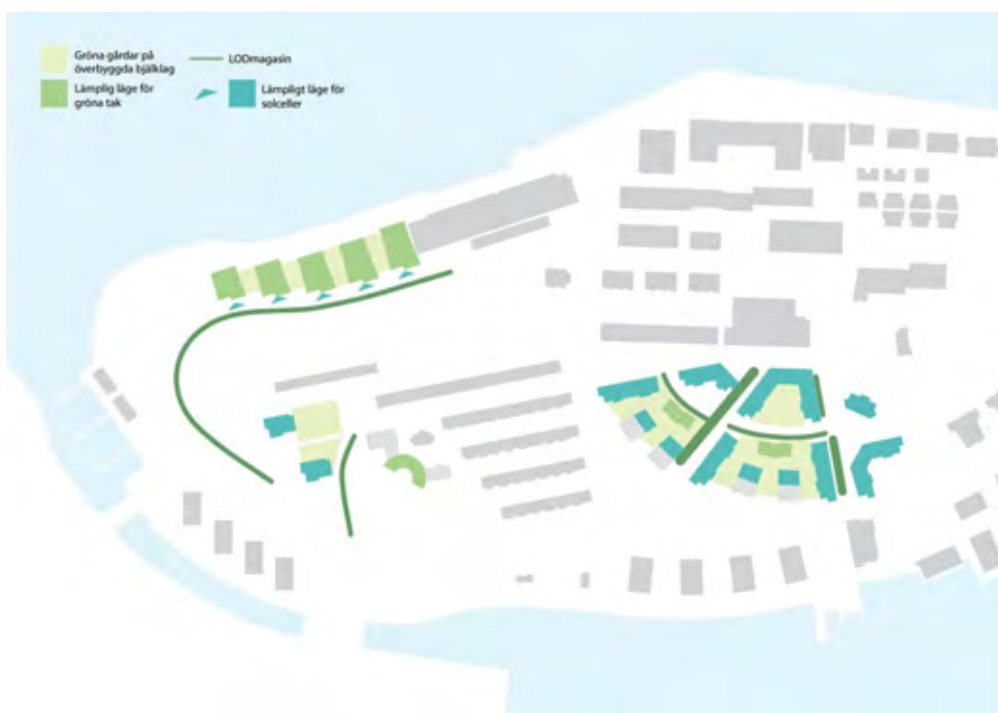 Gröna gårdar på
överbyggda bjälklag
Lämplig läge för
gröna tak
LODmagasin
Lämpligt läge för
solceller